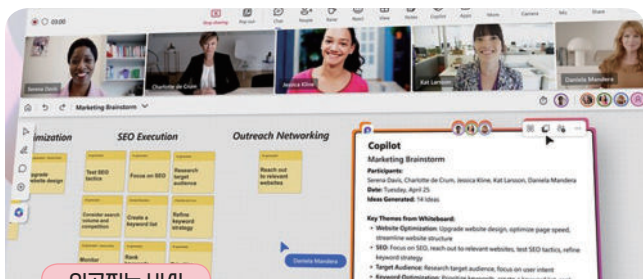 03:00
Stop sharing
Pop out
Chat
People
Raise
React
View
Notes
Copilot
Apps
More
Camera
Mic
Share
Serena Davis
Charlotte de Crum
Jessica Kline
Kat Larsson
Daniela Mandera
Marketing Brainstorm
SEO Execution
Outreach Networking
Test SEO tactics
Focus on SEO
Research target audience
Reach out to relevant websites
Consider search volume and competition
Create a keyword list
Refine keyword strategy
Monitor
Rank
Daniela Mandera
Copilot
Marketing Brainstorm
Participants:
Serena Davis, Charlotte de Crum, Jessica Kline, Kat Larsson, Daniela Mandera
Date: Tuesday, April 25
Ideas Generated: 14 Ideas
Key Themes from Whiteboard:
• Website Optimization: Upgrade website design, optimize page speed,
streamline website structure
• SEO: Focus on SEO, reach out to relevant websites, test SEO tactics, refine
keyword strategy
• Target Audience: Research target audience, focus on user intent